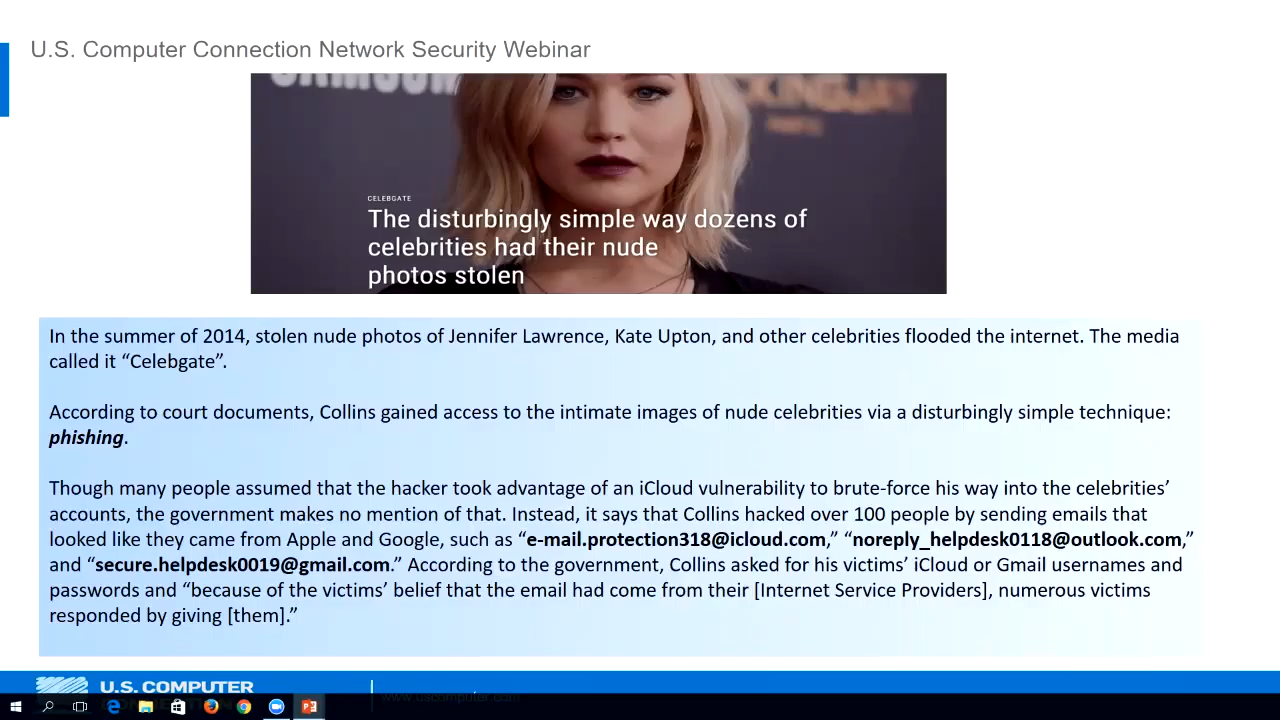 U.S. Computer Connection Network Security Webinar
SAMSUNG
CELEBGATE
The disturbingly simple way dozens of
celebrities had their nude
photos stolen
In the summer of 2014, stolen nude photos of Jennifer Lawrence, Kate Upton, and other celebrities flooded the internet. The media
called it “Celebgate”.
According to court documents, Collins gained access to the intimate images of nude celebrities via a disturbingly simple technique:
phishing.
Though many people assumed that the hacker took advantage of an iCloud vulnerability to brute-force his way into the celebrities’
accounts, the government makes no mention of that. Instead, it says that Collins hacked over 100 people by sending emails that
looked like they came from Apple and Google, such as “e-mail.protection318@icloud.com,” “noreply_helpdesk0118@outlook.com,”
and “secure.helpdesk0019@gmail.com.” According to the government, Collins asked for his victims’ iCloud or Gmail usernames and
passwords and “because of the victims’ belief that the email had come from their [Internet Service Providers], numerous victims
responded by giving [them].”
U.S. COMPUTER
www.uscomputer.com